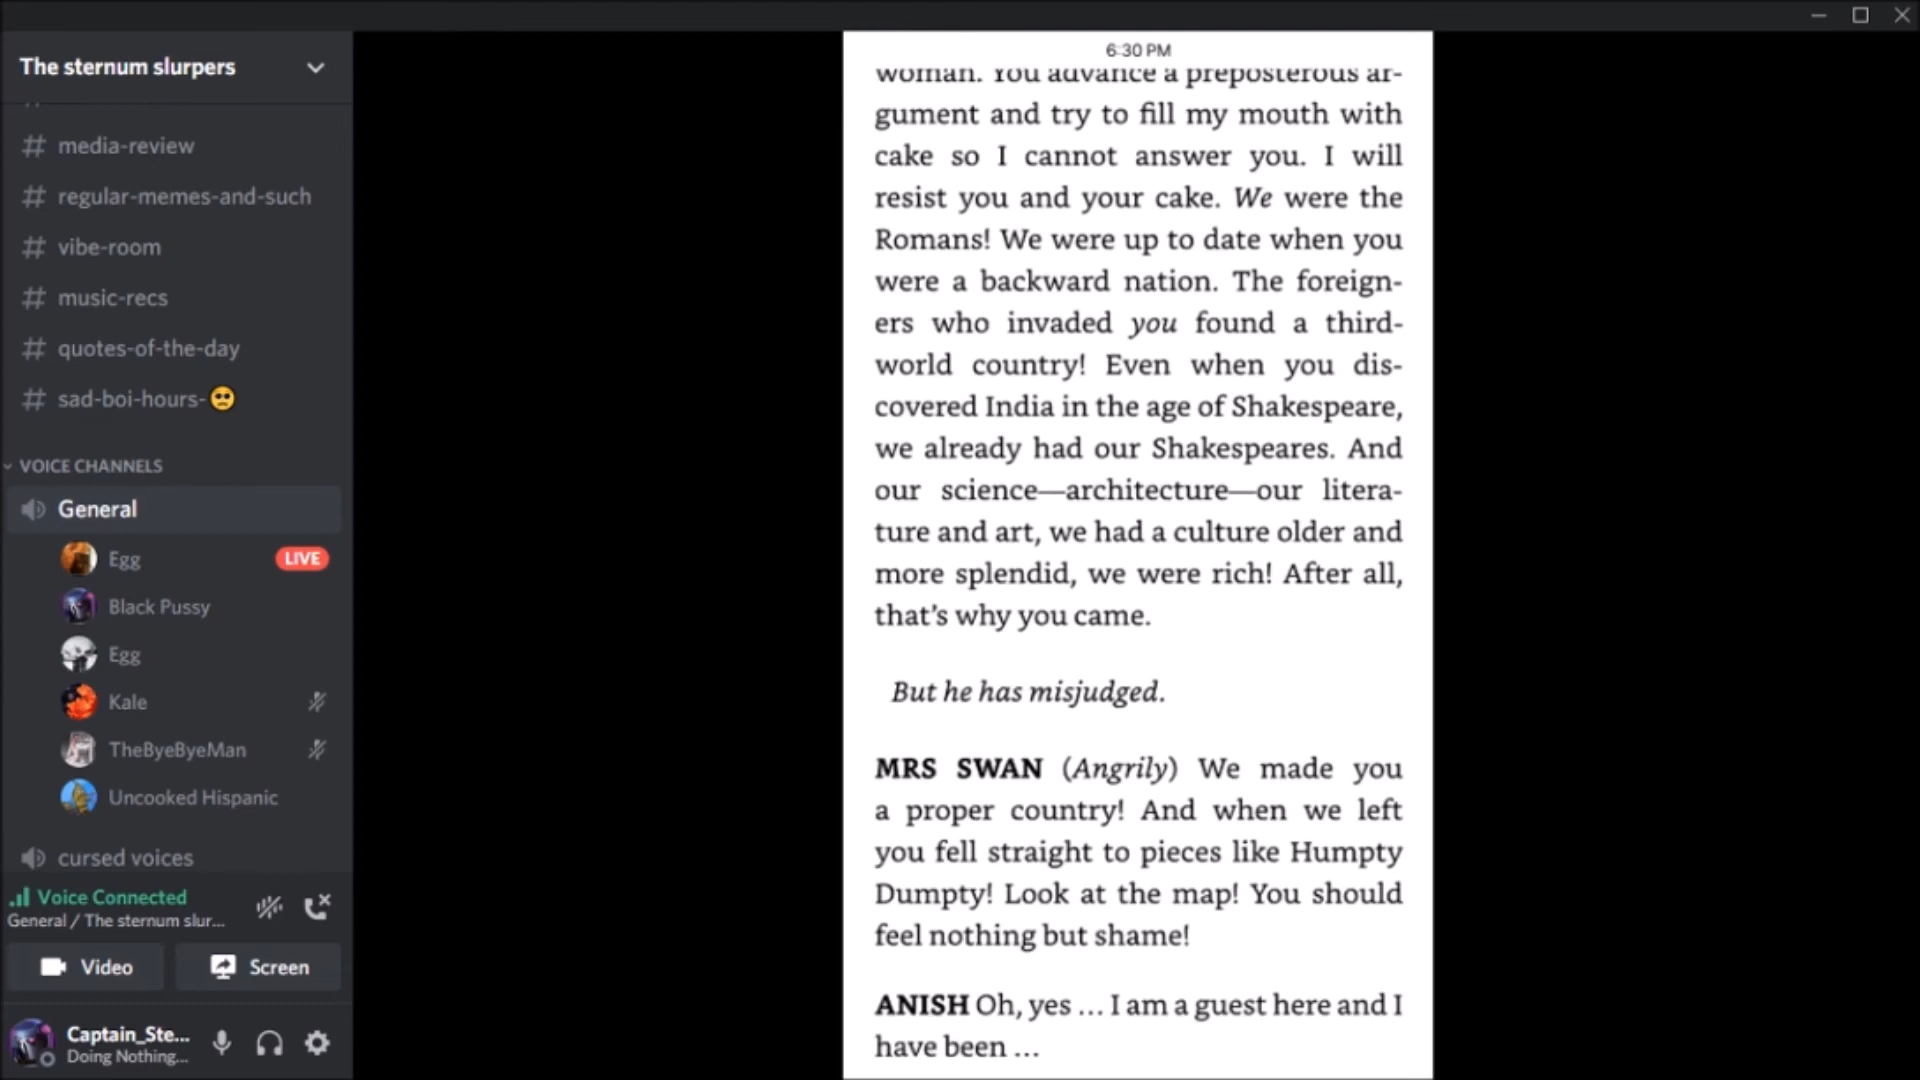 The sternum slurpers
# media-review
# regular-memes-and-such
# vibe-room
# music-recs
# quotes-of-the-day
# sad-boi-hours-🥺
VOICE CHANNELS
General
Egg LIVE
Black Pussy
Egg
Kale
TheByeByeMan
Uncooked Hispanic
cursed voices
Voice Connected
General / The sternum slur...
Video Screen
Captain_Ste...
Doing Nothing...
6:30 PM
woman. You advance a preposterous ar-
gument and try to fill my mouth with
cake so I cannot answer you. I will
resist you and your cake. We were the
Romans! We were up to date when you
were a backward nation. The foreign-
ers who invaded you found a third-
world country! Even when you dis-
covered India in the age of Shakespeare,
we already had our Shakespeares. And
our science—architecture—our litera-
ture and art, we had a culture older and
more splendid, we were rich! After all,
that’s why you came.
But he has misjudged.
MRS SWAN (Angrily) We made you
a proper country! And when we left
you fell straight to pieces like Humpty
Dumpty! Look at the map! You should
feel nothing but shame!
ANISH Oh, yes … I am a guest here and I
have been …